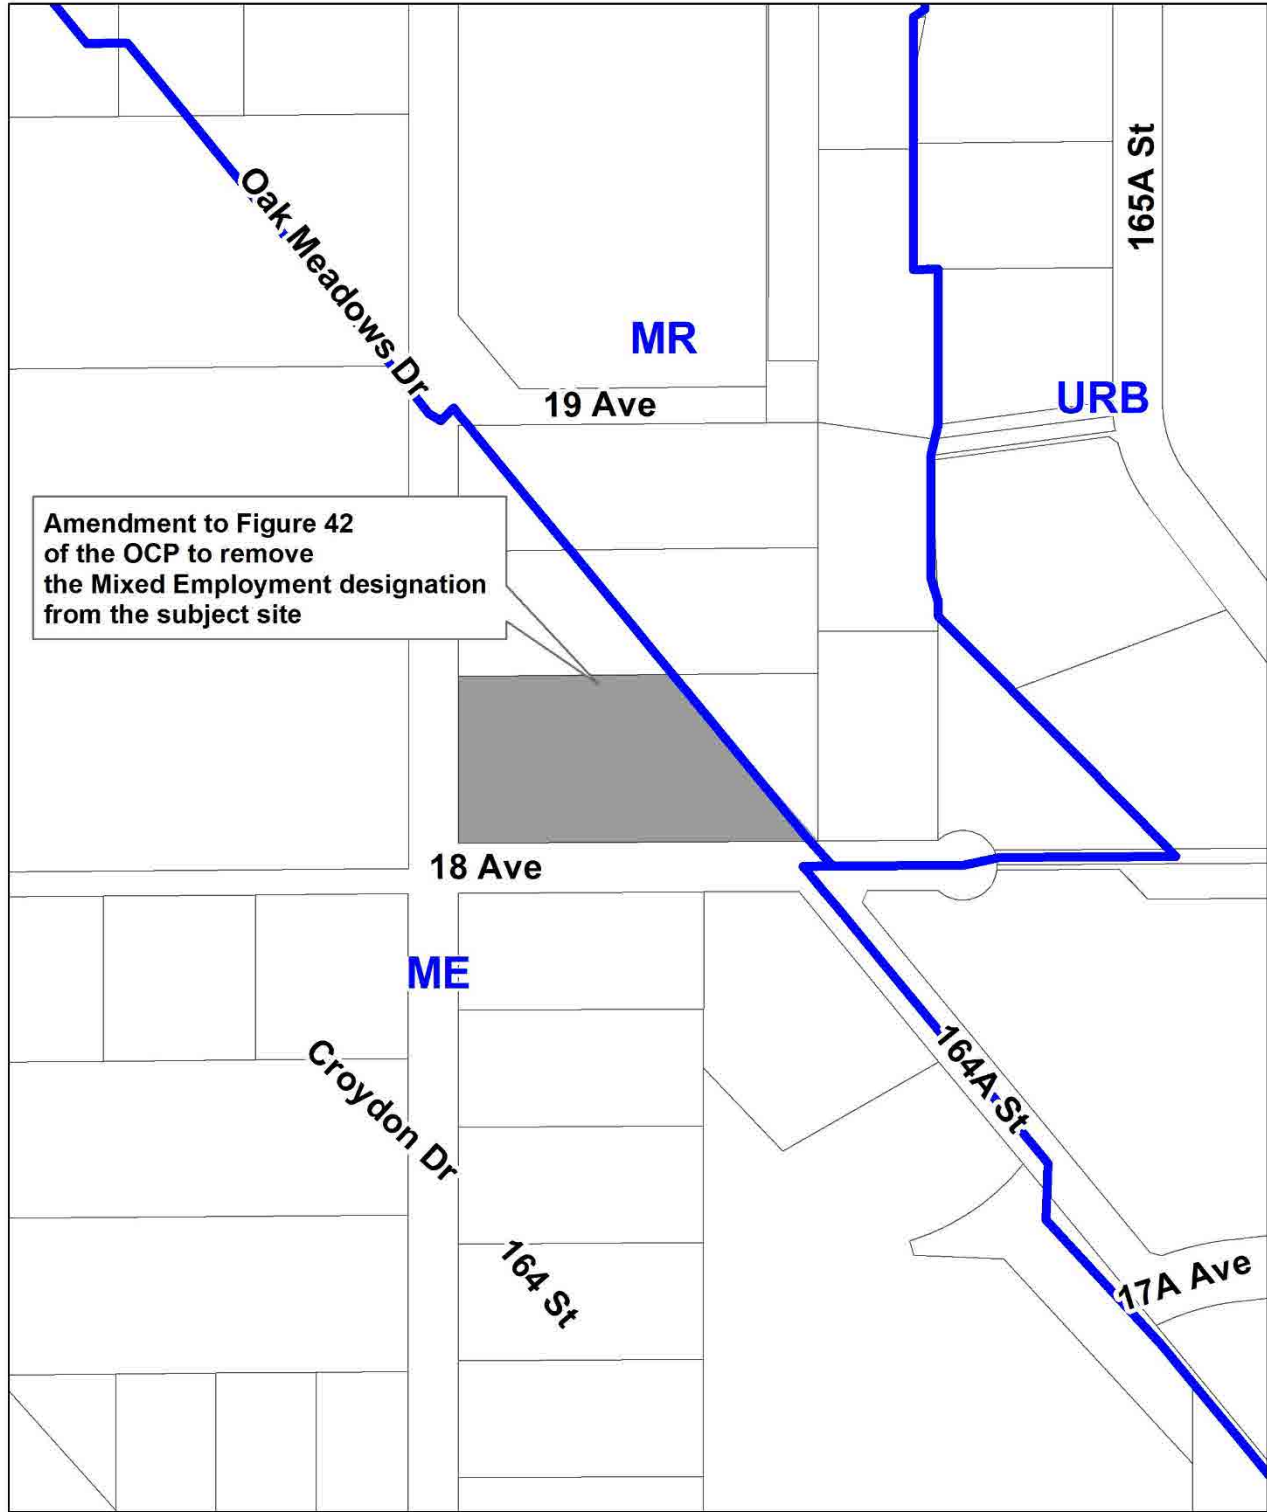 165A St
Oak Meadows Dr
MR
URB
19 Ave
Amendment to Figure 42
of the OCP to remove
the Mixed Employment designation
from the subject site
18 Ave
ME
Croydon Dr
164A St
164 St
17A Ave